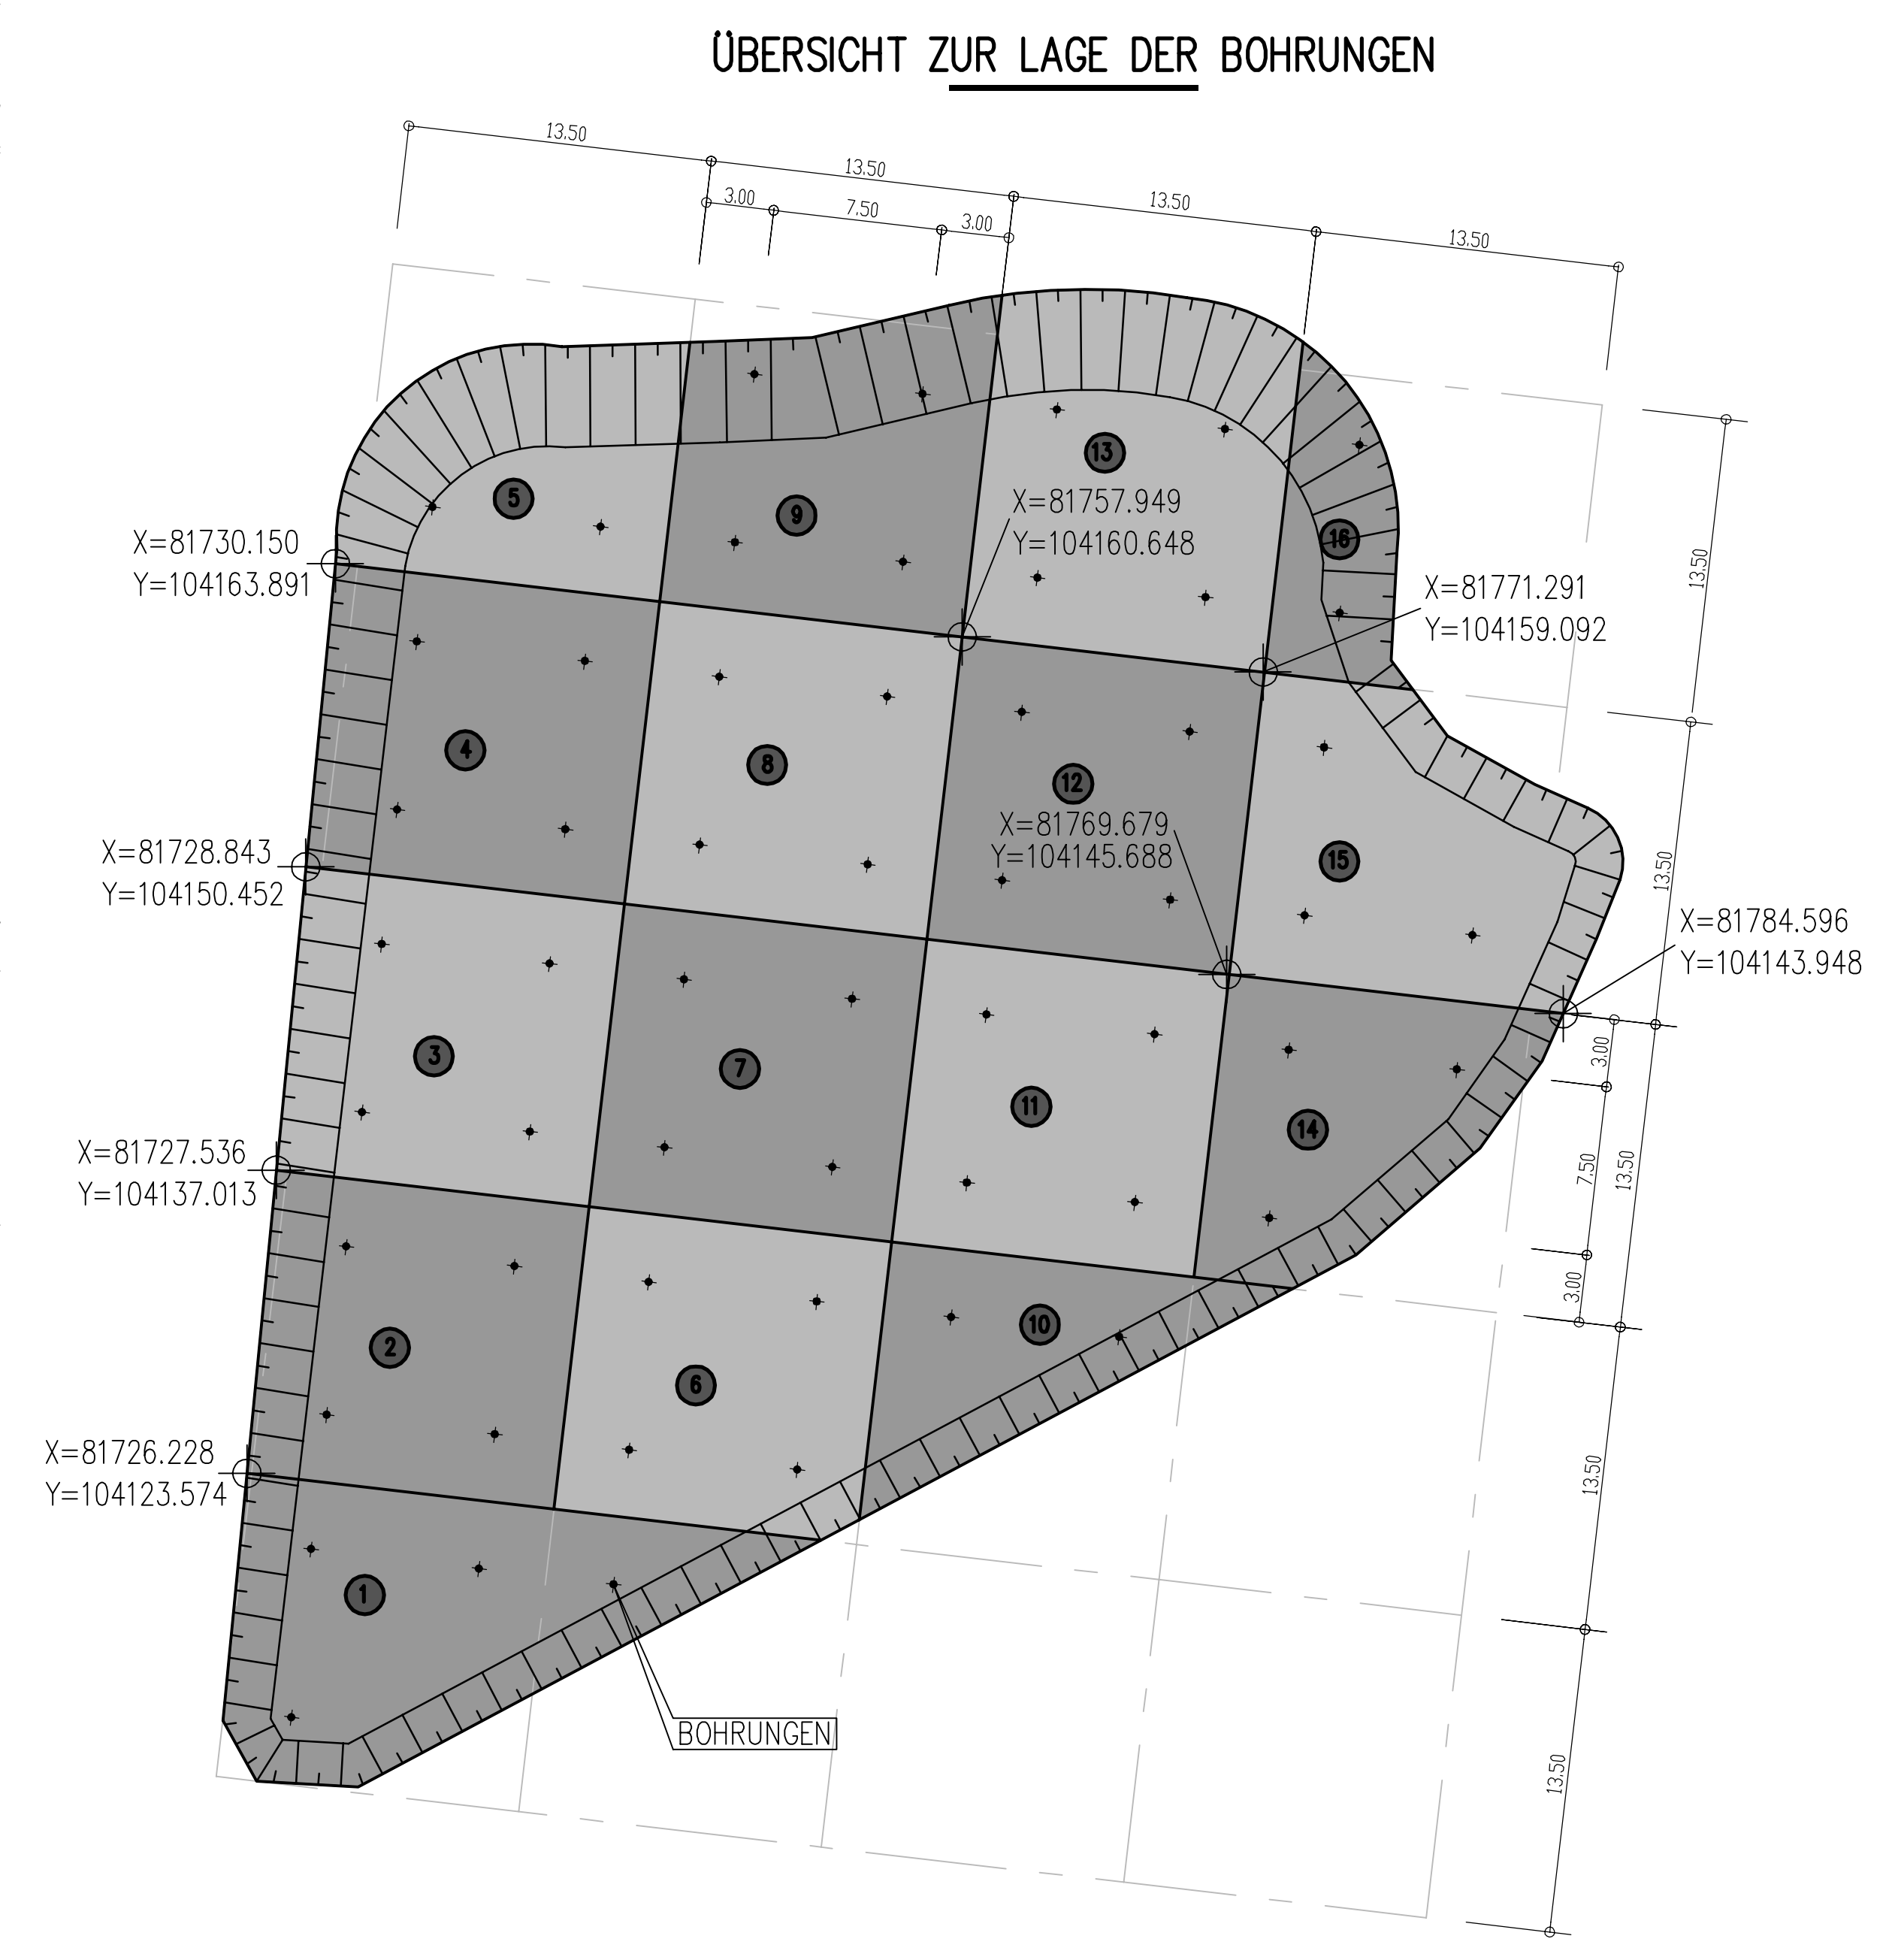 ÜBERSICHT ZUR LAGE DER BOHRUNGEN
13.50
13.50
13.50
13.50
3.00
7.50
3.00
13
5
9
16
X=81757.949
Y=104160.648
X=81730.150
Y=104163.891
X=81771.291
Y=104159.092
13.50
4
8
12
X=81769.679
Y=104145.688
15
13.50
X=81728.843
Y=104150.452
X=81784.596
Y=104143.948
3
7
11
14
3.00
7.50
13.50
3.00
X=81727.536
Y=104137.013
2
6
10
X=81726.228
Y=104123.574
13.50
1
BOHRUNGEN
13.50